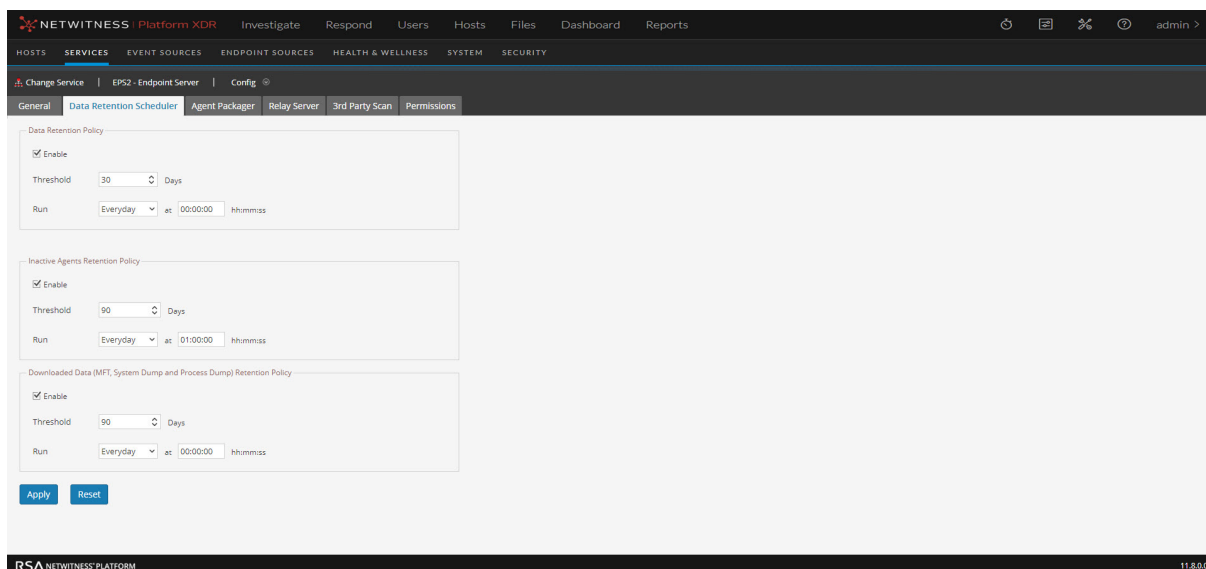 NETWITNESS Platform XDR Investigate Respond Users Hosts Files Dashboard Reports admin >
HOSTS SERVICES EVENT SOURCES ENDPOINT SOURCES HEALTH & WELLNESS SYSTEM SECURITY
Change Service | EPS2 - Endpoint Server | Config
General Data Retention Scheduler Agent Packager Relay Server 3rd Party Scan Permissions
Data Retention Policy
Enable
Threshold 30 Days
Run Everyday at 00:00:00 hh:mm:ss
Inactive Agents Retention Policy
Enable
Threshold 90 Days
Run Everyday at 01:00:00 hh:mm:ss
Downloaded Data (MFT, System Dump and Process Dump) Retention Policy
Enable
Threshold 90 Days
Run Everyday at 00:00:00 hh:mm:ss
Apply Reset
RSA NETWITNESS® PLATFORM 11.8.0.0